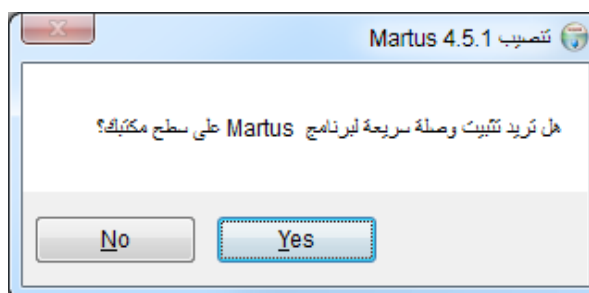 تنصيب Martus 4.5.1
هل تريد تثبيت وصلة سريعة لبرنامج Martus على سطح مكتبك؟
Yes
No